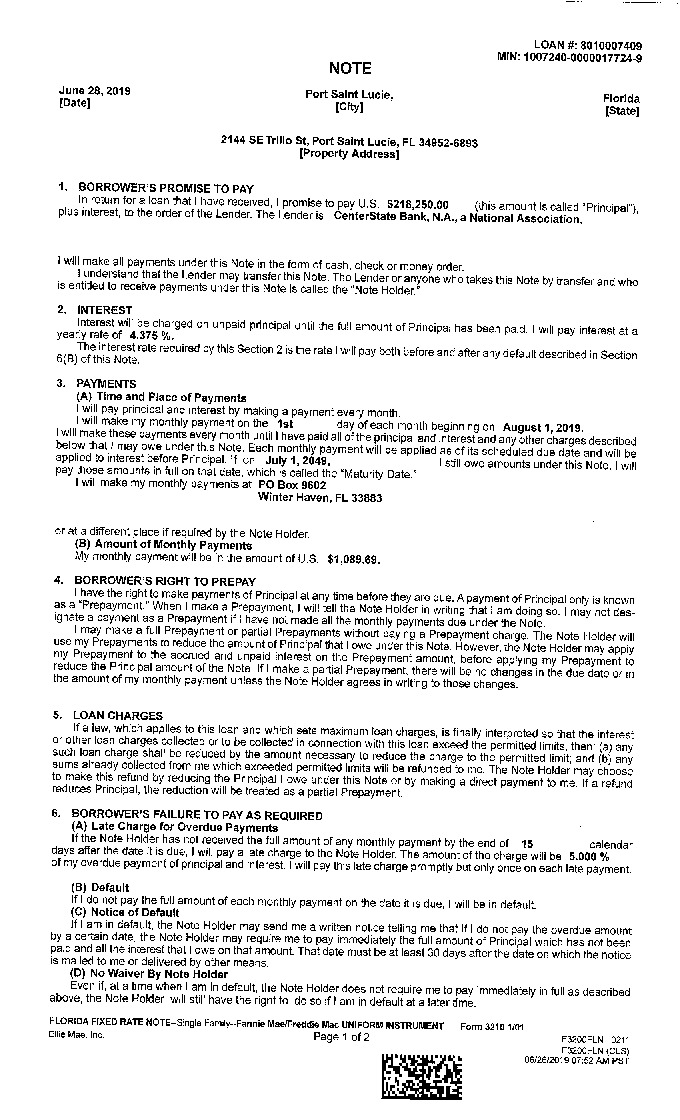 LOAN #: 8010007409
MIN: 1007240-0000017724-9
NOTE
June 28, 2019 Port Saint Lucie, Florida
[Date] [City] [State]
2144 SE Trillo St, Port Saint Lucie, FL 34952-6893
[Property Address]
1. BORROWER'S PROMISE TO PAY
In return for a loan that I have received, I promise to pay U.S. $218,250.00 (this amount is called "Principal"),
plus interest, to the order of the Lender. The Lender is CenterState Bank, N.A., a National Association.
I will make all payments under this Note in the form of cash, check or money order.
I understand that the Lender may transfer this Note. The Lender or anyone who takes this Note by transfer and who
is entitled to receive payments under this Note is called the "Note Holder."
2. INTEREST
Interest will be charged on unpaid principal until the full amount of Principal has been paid. I will pay interest at a
yearly rate of 4.375 %.
The interest rate required by this Section 2 is the rate I will pay both before and after any default described in Section
6(B) of this Note.
3. PAYMENTS
(A) Time and Place of Payments
I will pay principal and interest by making a payment every month.
I will make my monthly payment on the 1st day of each month beginning on August 1, 2019.
I will make these payments every month until I have paid all of the principal and interest and any other charges described
below that I may owe under this Note. Each monthly payment will be applied as of its scheduled due date and will be
applied to interest before Principal. If on July 1, 2049, I still owe amounts under this Note, I will
pay those amounts in full on that date, which is called the "Maturity Date."
I will make my monthly payments at PO Box 9602
Winter Haven, FL 33883
or at a different place if required by the Note Holder.
(B) Amount of Monthly Payments
My monthly payment will be in the amount of U.S. $1,089.69.
4. BORROWER'S RIGHT TO PREPAY
I have the right to make payments of Principal at any time before they are due. A payment of Principal only is known
as a "Prepayment." When I make a Prepayment, I will tell the Note Holder in writing that I am doing so. I may not des-
ignate a payment as a Prepayment if I have not made all the monthly payments due under the Note.
I may make a full Prepayment or partial Prepayments without paying a Prepayment charge. The Note Holder will
use my Prepayments to reduce the amount of Principal that I owe under this Note. However, the Note Holder may apply
my Prepayment to the accrued and unpaid interest on the Prepayment amount, before applying my Prepayment to
reduce the Principal amount of the Note. If I make a partial Prepayment, there will be no changes in the due date or in
the amount of my monthly payment unless the Note Holder agrees in writing to those changes.
5. LOAN CHARGES
If a law, which applies to this loan and which sets maximum loan charges, is finally interpreted so that the interest
or other loan charges collected or to be collected in connection with this loan exceed the permitted limits, then: (a) any
such loan charge shall be reduced by the amount necessary to reduce the charge to the permitted limit; and (b) any
sums already collected from me which exceeded permitted limits will be refunded to me. The Note Holder may choose
to make this refund by reducing the Principal I owe under this Note or by making a direct payment to me. If a refund
reduces Principal, the reduction will be treated as a partial Prepayment.
6. BORROWER'S FAILURE TO PAY AS REQUIRED
(A) Late Charge for Overdue Payments
If the Note Holder has not received the full amount of any monthly payment by the end of 15 calendar
days after the date it is due, I will pay a late charge to the Note Holder. The amount of the charge will be 5.000 %
of my overdue payment of principal and interest. I will pay this late charge promptly but only once on each late payment.
(B) Default
If I do not pay the full amount of each monthly payment on the date it is due, I will be in default.
(C) Notice of Default
If I am in default, the Note Holder may send me a written notice telling me that if I do not pay the overdue amount
by a certain date, the Note Holder may require me to pay immediately the full amount of Principal which has not been
paid and all the interest that I owe on that amount. That date must be at least 30 days after the date on which the notice
is mailed to me or delivered by other means.
(D) No Waiver By Note Holder
Even if, at a time when I am in default, the Note Holder does not require me to pay immediately in full as described
above, the Note Holder will still have the right to do so if I am in default at a later time.
FLORIDA FIXED RATE NOTE--Single Family--Fannie Mae/Freddie Mac UNIFORM INSTRUMENT Form 3210 1/01
Ellie Mae, Inc. Page 1 of 2 F3200FLN 0211
F3200FLN (CLS)
06/26/2019 07:52 AM PST